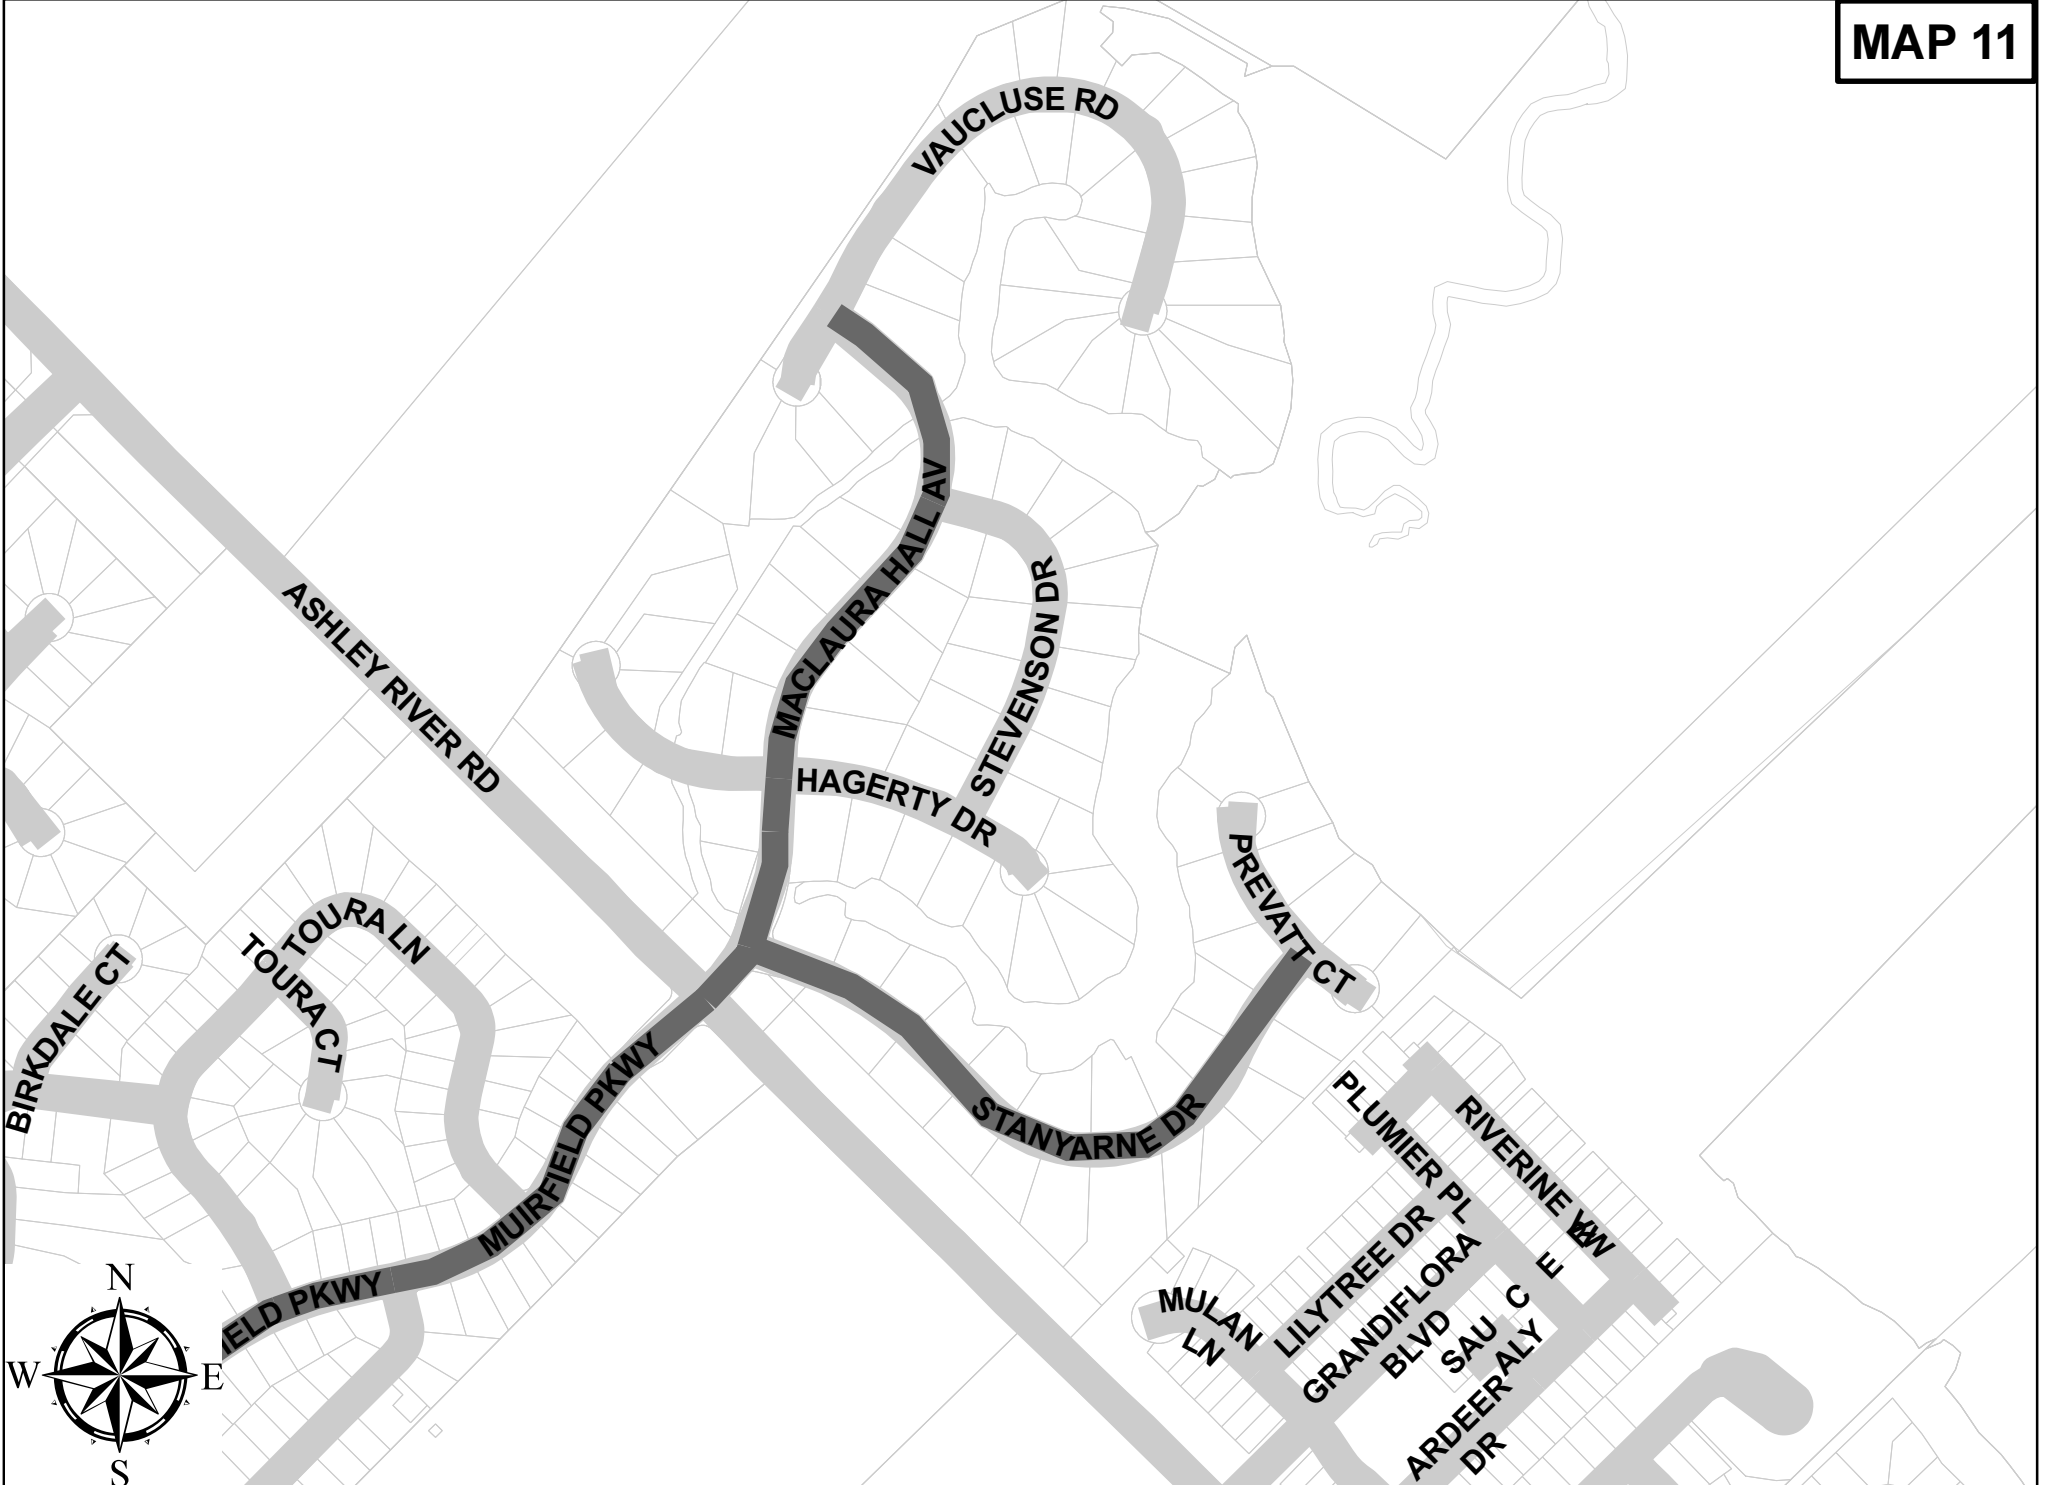 MAP 11
VAUCLUSE RD
ASHLEY RIVER RD
MACLAURA HALL AV
STEVENSON DR
HAGERTY DR
PREVATT CT
TOURA LN
TOURA CT
BIRKDALE CT
MUIRFIELD PKWY
STANYARNE DR
PLUMIER PL
RIVERINE VW
LILYTREE DR
GRANDIFLORA
BLVD
MULAN
LN
SAU C E
ALY
ARDEER
DR
IELD PKWY
N
W E
S